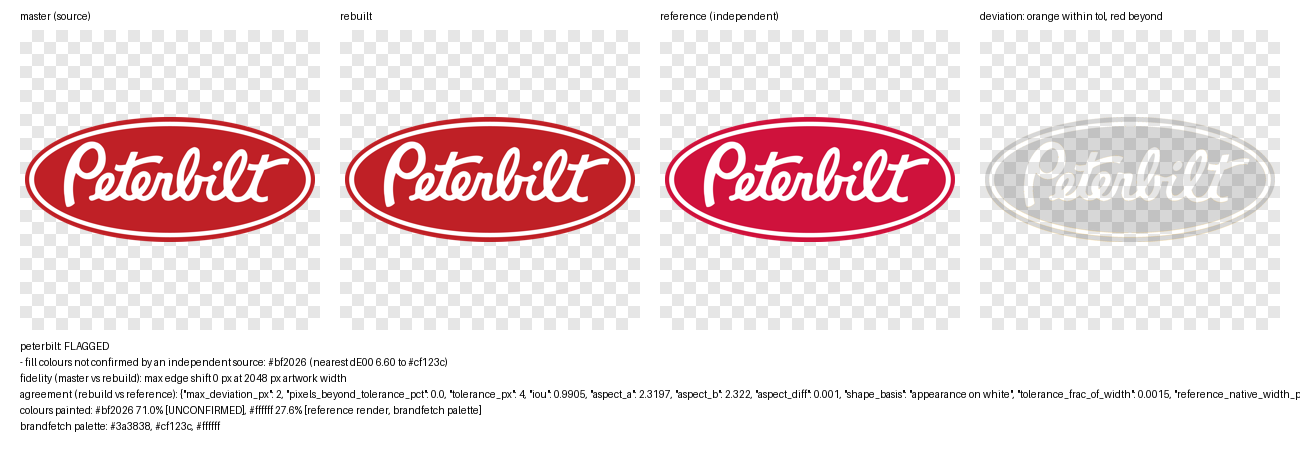 master (source)
rebuilt
reference (independent)
deviation: orange within tol, red beyond
Peterbilt
Peterbilt
Peterbilt
Peterbilt
peterbilt: FLAGGED
- fill colours not confirmed by an independent source: #bf2026 (nearest dE00 6.60 to #cf123c)
fidelity (master vs rebuild): max edge shift 0 px at 2048 px artwork width
agreement (rebuild vs reference): {"max_deviation_px": 2, "pixels_beyond_tolerance_pct": 0.0, "tolerance_px": 4, "iou": 0.9905, "aspect_a": 2.3197, "aspect_b": 2.322, "aspect_diff": 0.001, "shape_basis": "appearance on white", "tolerance_frac_of_width": 0.0015, "reference_native_width_p
colours painted: #bf2026 71.0% [UNCONFIRMED], #ffffff 27.6% [reference render, brandfetch palette]
brandfetch palette: #3a3838, #cf123c, #ffffff